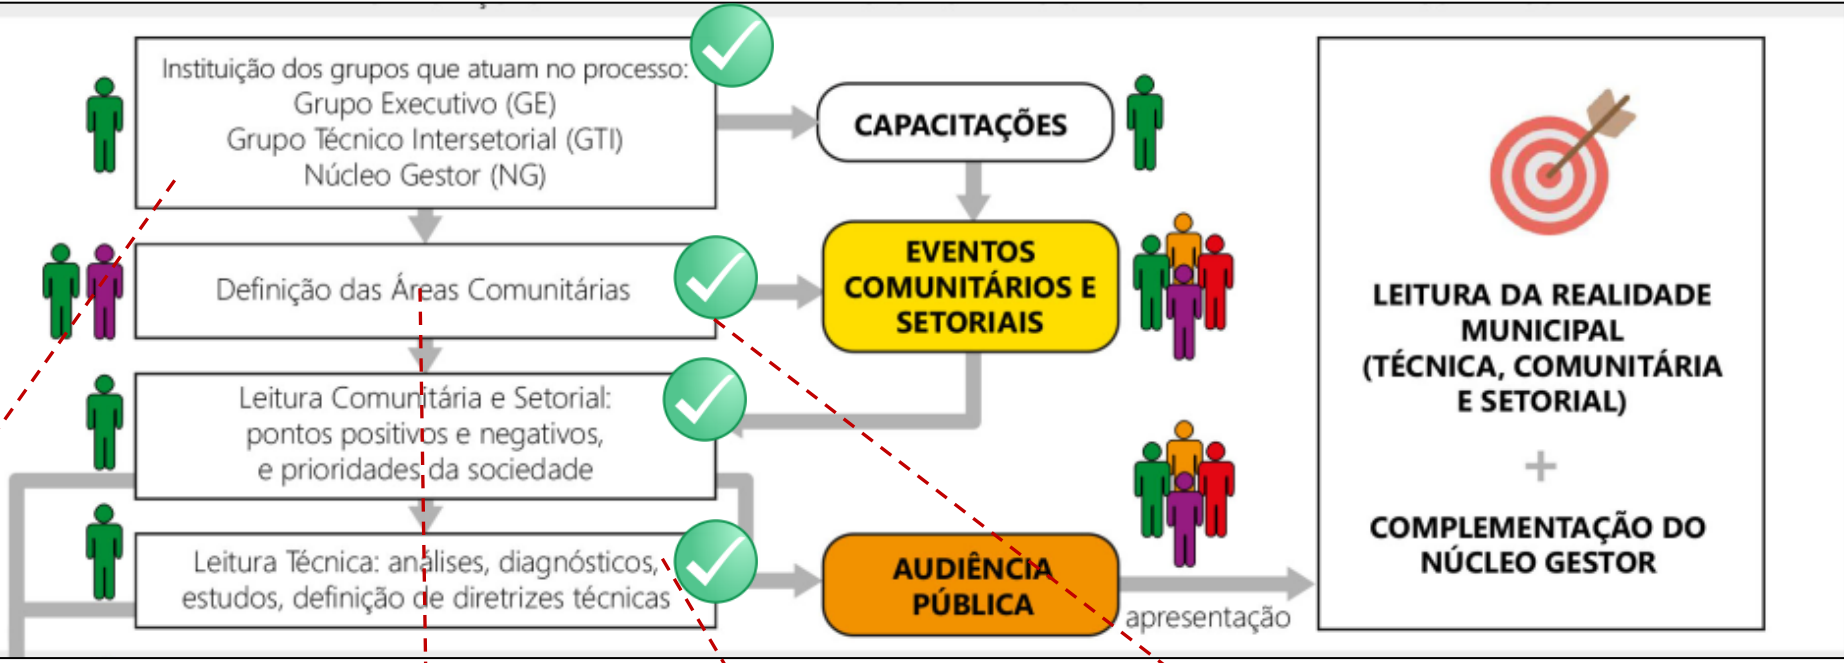 Instituição dos grupos que atuam no processo:
Grupo Executivo (GE)
Grupo Técnico Intersetorial (GTI)
Núcleo Gestor (NG)
CAPACITAÇÕES
Definição das Áreas Comunitárias
EVENTOS
COMUNITÁRIOS E
SETORIAIS
Leitura Comunitária e Setorial:
pontos positivos e negativos,
e prioridades da sociedade
Leitura Técnica: análises, diagnósticos,
estudos, definição de diretrizes técnicas
AUDIÊNCIA
PÚBLICA
apresentação
LEITURA DA REALIDADE
MUNICIPAL
(TÉCNICA, COMUNITÁRIA
E SETORIAL)
+
COMPLEMENTAÇÃO DO
NÚCLEO GESTOR